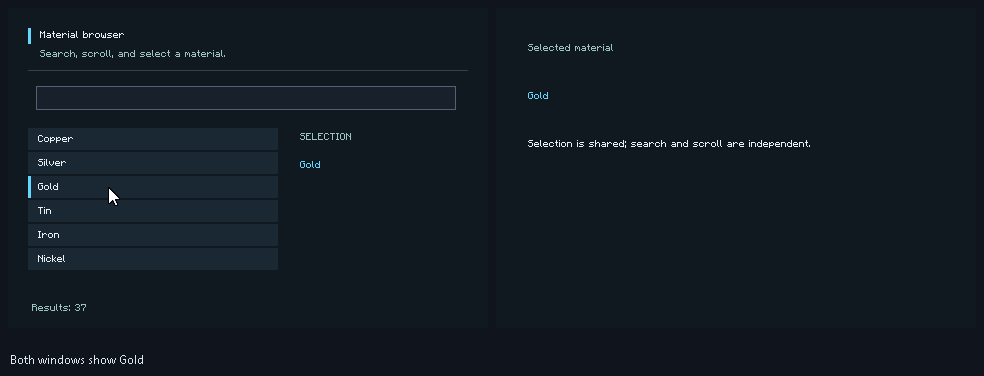 Material browser
Search, scroll, and select a material.
Copper
Silver
Gold
Tin
Iron
Nickel
SELECTION
Gold
Results: 37
Selected material
Gold
Selection is shared; search and scroll are independent.
Both windows show Gold